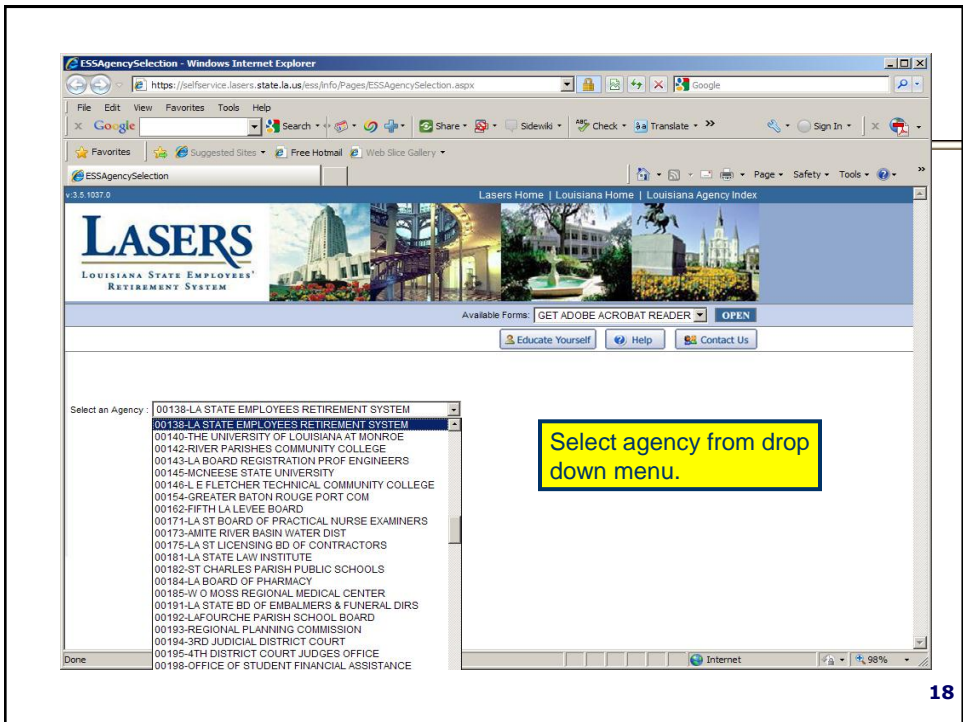 ESSAgencySelection - Windows Internet Explorer
https://selfservice.lasers.state.la.us/ess/info/Pages/ESSAgencySelection.aspx
Google
File Edit View Favorites Tools Help
x Google Search Share Sidewiki ABC Check Translate Sign In x
Favorites Suggested Sites Free Hotmail Web Slice Gallery
ESSAgencySelection Page Safety Tools
v:3.5.1037.0 Lasers Home | Louisiana Home | Louisiana Agency Index
LASERS
LOUISIANA STATE EMPLOYEES'
RETIREMENT SYSTEM
Available Forms: GET ADOBE ACROBAT READER OPEN
Educate Yourself Help Contact Us
Select an Agency : 00138-LA STATE EMPLOYEES RETIREMENT SYSTEM
00138-LA STATE EMPLOYEES RETIREMENT SYSTEM
00140-THE UNIVERSITY OF LOUISIANA AT MONROE
00142-RIVER PARISHES COMMUNITY COLLEGE
00143-LA BOARD REGISTRATION PROF ENGINEERS
00145-MCNEESE STATE UNIVERSITY
00146-L E FLETCHER TECHNICAL COMMUNITY COLLEGE
00154-GREATER BATON ROUGE PORT COM
00162-FIFTH LA LEVEE BOARD
00171-LA ST BOARD OF PRACTICAL NURSE EXAMINERS
00173-AMITE RIVER BASIN WATER DIST
00175-LA ST LICENSING BD OF CONTRACTORS
00181-LA STATE LAW INSTITUTE
00182-ST CHARLES PARISH PUBLIC SCHOOLS
00184-LA BOARD OF PHARMACY
00185-W O MOSS REGIONAL MEDICAL CENTER
00191-LA STATE BD OF EMBALMERS & FUNERAL DIRS
00192-LAFOURCHE PARISH SCHOOL BOARD
00193-REGIONAL PLANNING COMMISSION
00194-3RD JUDICIAL DISTRICT COURT
00195-4TH DISTRICT COURT JUDGES OFFICE
00198-OFFICE OF STUDENT FINANCIAL ASSISTANCE
Select agency from drop
down menu.
Done Internet 98%
18